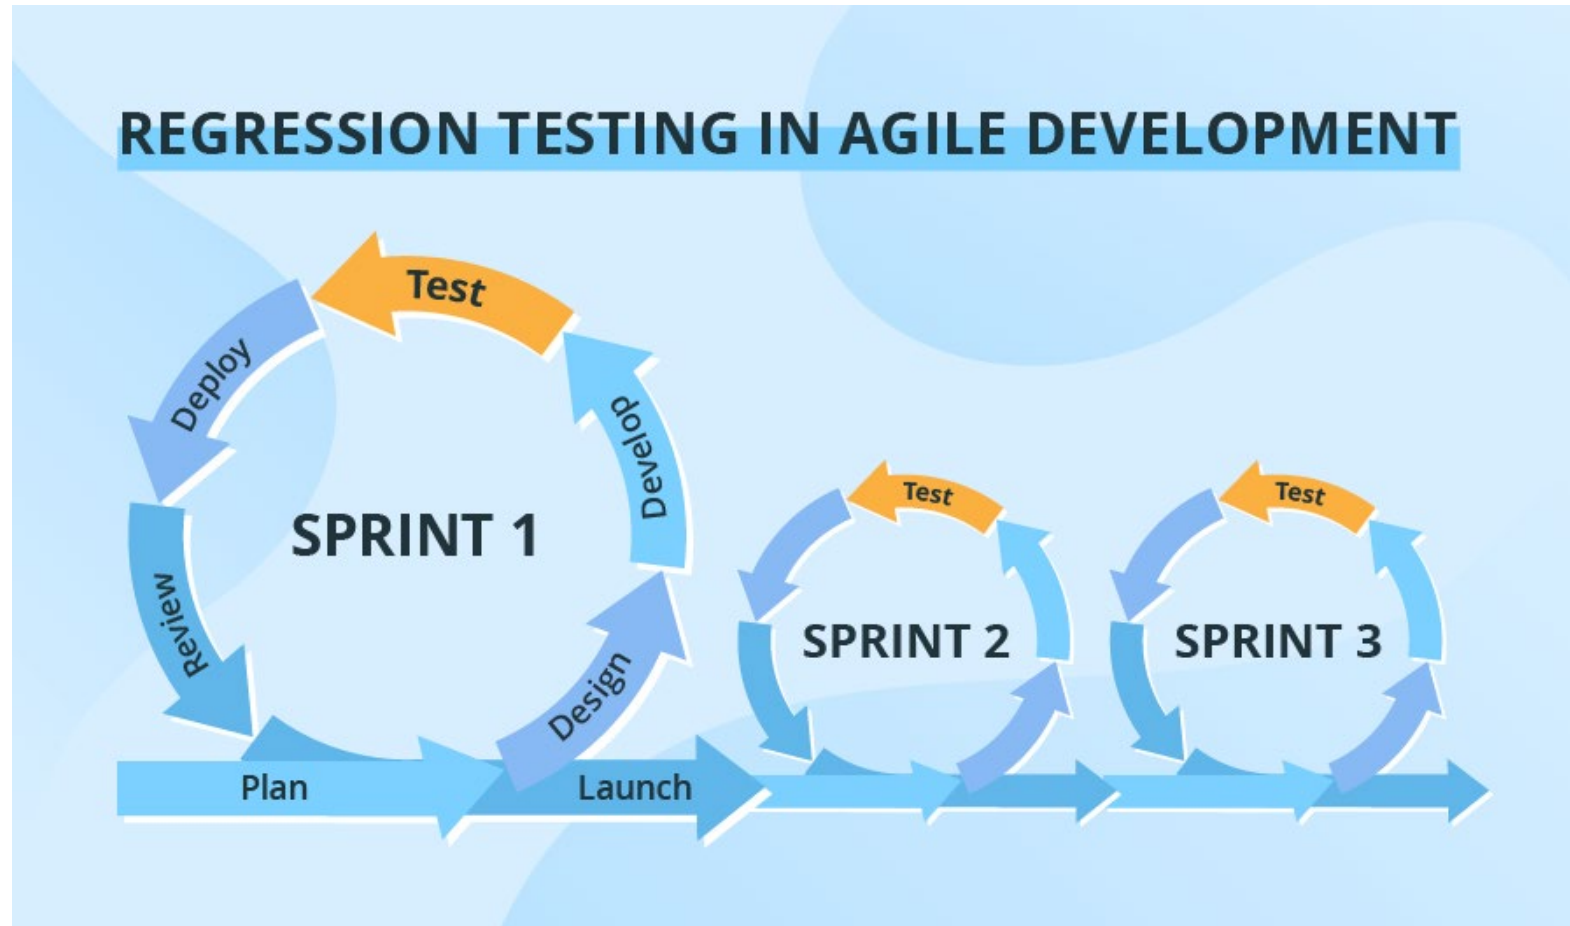 REGRESSION TESTING IN AGILE DEVELOPMENT
Test
Deploy
Develop
SPRINT 1
Review
Design
Plan
Launch
Test
SPRINT 2
Test
SPRINT 3